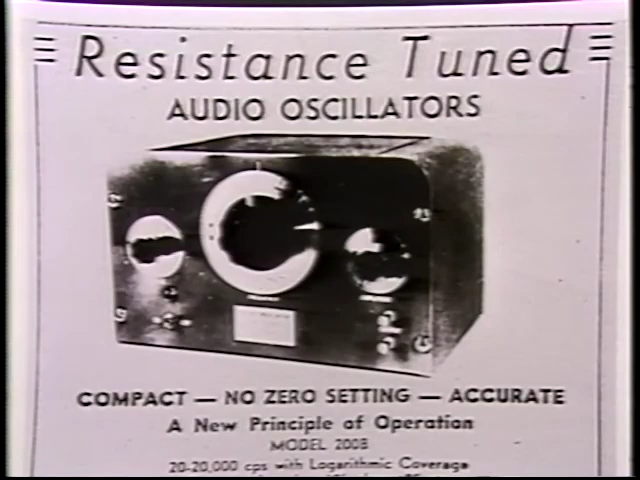 Resistance Tuned
AUDIO OSCILLATORS
COMPACT — NO ZERO SETTING — ACCURATE
A New Principle of Operation
MODEL 200B
20-20,000 cps with Logarithmic Coverage